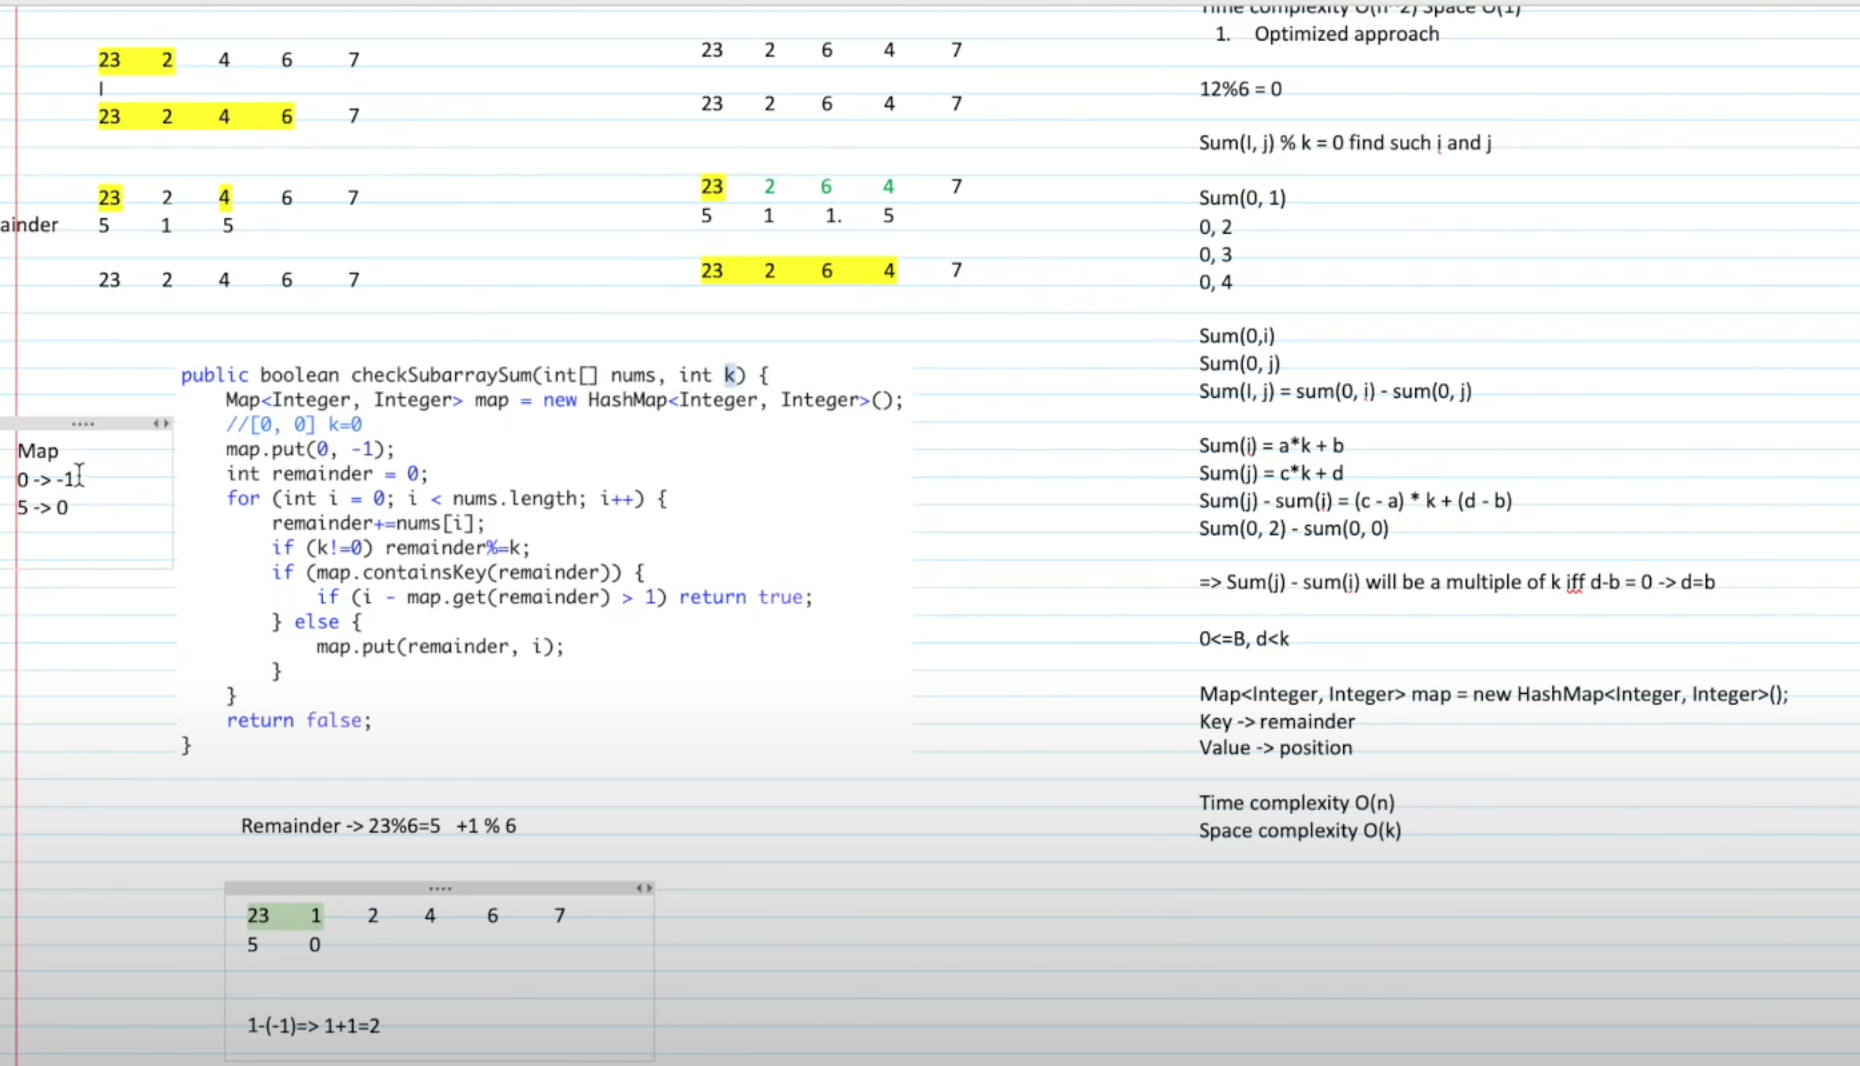 23 2 4 6 7
I
23 2 4 6 7
23 2 4 6 7
ainder 5 1 5
23 2 4 6 7
23 2 6 4 7
23 2 6 4 7
23 2 6 4 7
5 1 1. 5
23 2 6 4 7
Map
0 -> -1
5 -> 0
public boolean checkSubarraySum(int[] nums, int k) {
Map<Integer, Integer> map = new HashMap<Integer, Integer>();
//[0, 0] k=0
map.put(0, -1);
int remainder = 0;
for (int i = 0; i < nums.length; i++) {
remainder+=nums[i];
if (k!=0) remainder%=k;
if (map.containsKey(remainder)) {
if (i - map.get(remainder) > 1) return true;
} else {
map.put(remainder, i);
}
}
return false;
}
Remainder -> 23%6=5 +1 % 6
23 1 2 4 6 7
5 0
1-(-1)=> 1+1=2
Time complexity O(n^2) Space O(1)
1. Optimized approach
12%6 = 0
Sum(I, j) % k = 0 find such i and j
Sum(0, 1)
0, 2
0, 3
0, 4
Sum(0,i)
Sum(0, j)
Sum(I, j) = sum(0, i) - sum(0, j)
Sum(i) = a*k + b
Sum(j) = c*k + d
Sum(j) - sum(i) = (c - a) * k + (d - b)
Sum(0, 2) - sum(0, 0)
=> Sum(j) - sum(i) will be a multiple of k iff d-b = 0 -> d=b
0<=B, d<k
Map<Integer, Integer> map = new HashMap<Integer, Integer>();
Key -> remainder
Value -> position
Time complexity O(n)
Space complexity O(k)